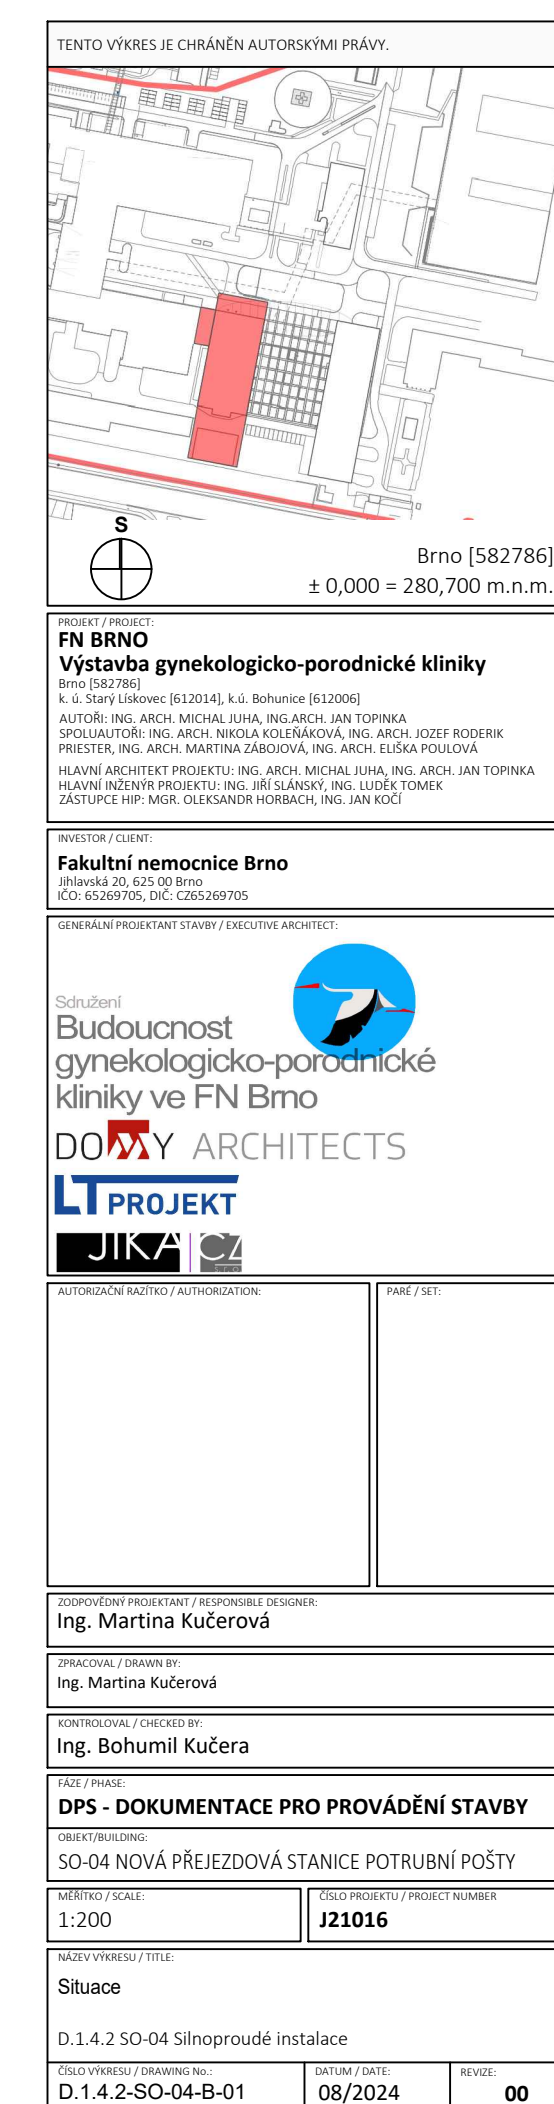 TENTO VÝKRES JE CHRÁNĚN AUTORSKÝMI PRÁVY.
S
Brno [582786]
± 0,000 = 280,700 m.n.m.
PROJEKT / PROJECT:
FN BRNO
Výstavba gynekologicko-porodnické kliniky
Brno [582786]
k. ú. Starý Lískovec [612014], k.ú. Bohunice [612006]
AUTOŘI: ING. ARCH. MICHAL JUHA, ING.ARCH. JAN TOPINKA
SPOLUAUTOŘI: ING. ARCH. NIKOLA KOLEŇÁKOVÁ, ING. ARCH. JOZEF RODERIK
PRIESTER, ING. ARCH. MARTINA ZÁBOJOVÁ, ING. ARCH. ELIŠKA POULOVÁ
HLAVNÍ ARCHITEKT PROJEKTU: ING. ARCH. MICHAL JUHA, ING. ARCH. JAN TOPINKA
HLAVNÍ INŽENÝR PROJEKTU: ING. JIŘÍ SLÁNSKÝ, ING. LUDĚK TOMEK
ZÁSTUPCE HIP: MGR. OLEKSANDR HORBACH, ING. JAN KOČÍ
INVESTOR / CLIENT:
Fakultní nemocnice Brno
Jihlavská 20, 625 00 Brno
IČO: 65269705, DIČ: CZ65269705
GENERÁLNÍ PROJEKTANT STAVBY / EXECUTIVE ARCHITECT:
Sdružení
Budoucnost
gynekologicko-porodnické
kliniky ve FN Brno
DOMY ARCHITECTS
LT PROJEKT
JIKA CZ
s.r.o.
AUTORIZAČNÍ RAZÍTKO / AUTHORIZATION:
PARÉ / SET:
ZODPOVĚDNÝ PROJEKTANT / RESPONSIBLE DESIGNER:
Ing. Martina Kučerová
ZPRACOVAL / DRAWN BY:
Ing. Martina Kučerová
KONTROLOVAL / CHECKED BY:
Ing. Bohumil Kučera
FÁZE / PHASE:
DPS - DOKUMENTACE PRO PROVÁDĚNÍ STAVBY
OBJEKT/BUILDING:
SO-04 NOVÁ PŘEJEZDOVÁ STANICE POTRUBNÍ POŠTY
MĚŘÍTKO / SCALE:
1:200
ČÍSLO PROJEKTU / PROJECT NUMBER
J21016
NÁZEV VÝKRESU / TITLE:
Situace
D.1.4.2 SO-04 Silnoproudé instalace
ČÍSLO VÝKRESU / DRAWING No.:
D.1.4.2-SO-04-B-01
DATUM / DATE:
08/2024
REVIZE:
00